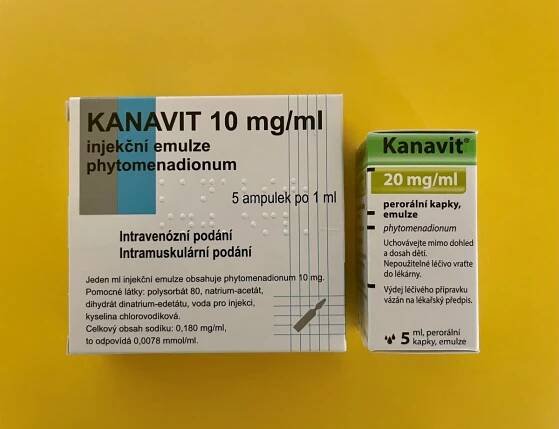 KANAVIT 10 mg/ml
injekční emulze
phytomenadionum
5 ampulek po 1 ml
Intravenózní podání
Intramuskulární podání
Jeden ml injekční emulze obsahuje phytomenadionum 10 mg.
Pomocné látky: polysorbát 80, natrium-acetát,
dihydrát dinatrium-edetátu, voda pro injekci,
kyselina chlorovodíková.
Celkový obsah sodíku: 0,180 mg/ml,
to odpovídá 0,0078 mmol/ml.
Kanavit®
20 mg/ml
perorální kapky,
emulze
phytomenadionum
Uchovávejte mimo dohled
a dosah dětí.
Nepoužitelné léčivo vraťte
do lékárny.
Výdej léčivého přípravku
vázán na lékařský předpis.
5 ml, perorální
kapky, emulze